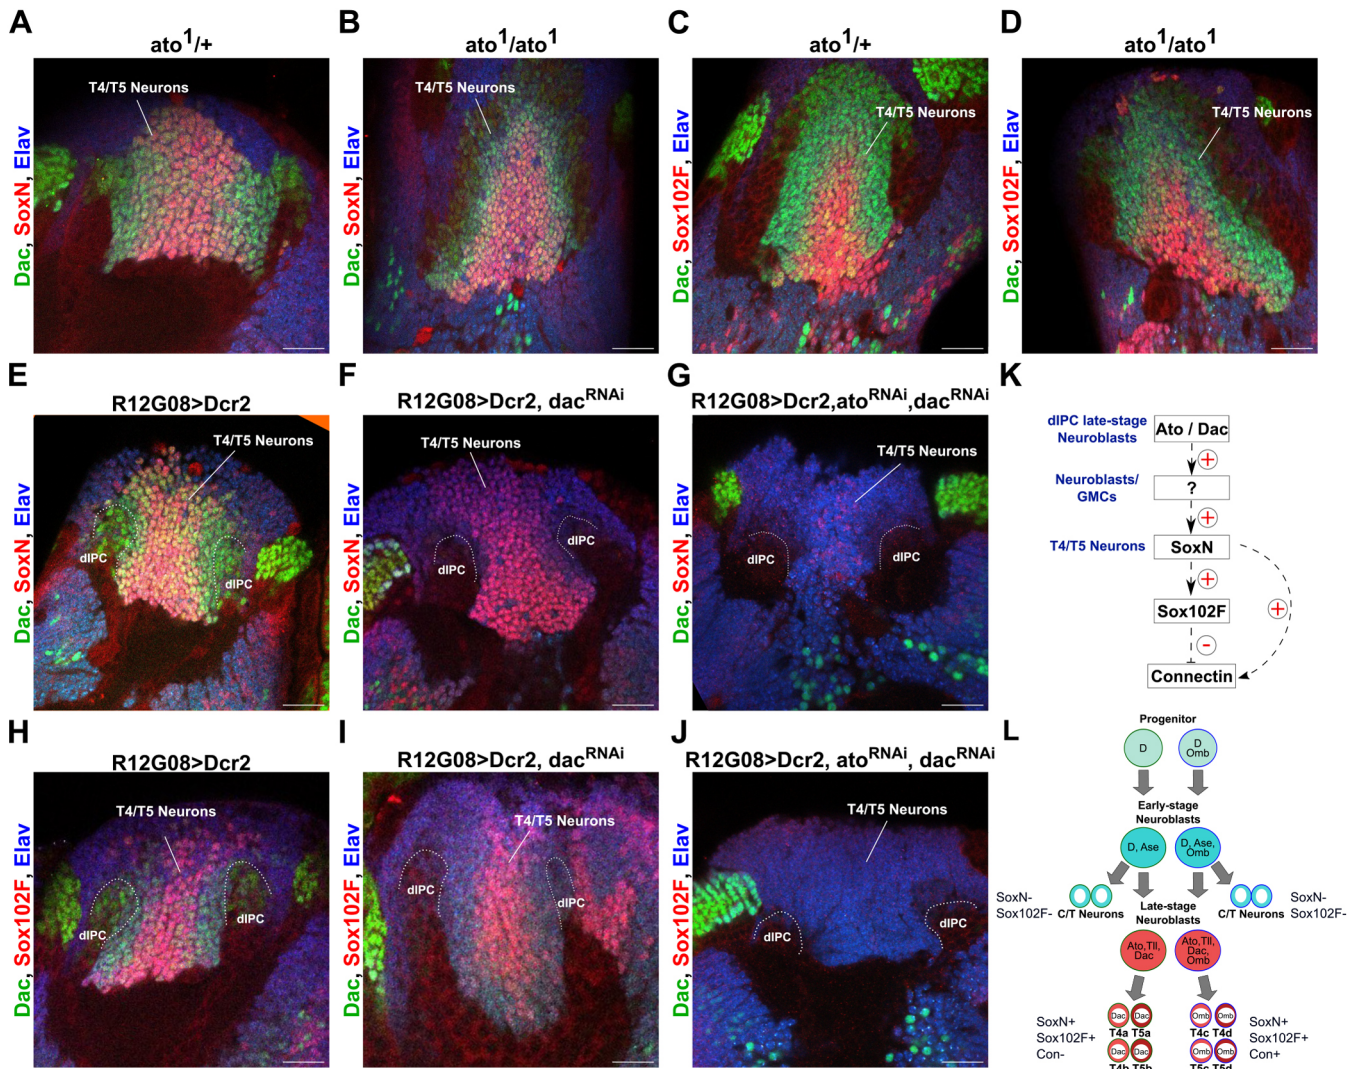 A
ato1/+
Dac, SoxN, Elav
T4/T5 Neurons
B
ato1/ato1
Dac, SoxN, Elav
T4/T5 Neurons
C
ato1/+
Dac, Sox102F, Elav
T4/T5 Neurons
D
ato1/ato1
Dac, Sox102F, Elav
T4/T5 Neurons
E
R12G08>Dcr2
Dac, SoxN, Elav
T4/T5 Neurons
dIPC
dIPC
F
R12G08>Dcr2, dacRNAi
Dac, SoxN, Elav
T4/T5 Neurons
dIPC
dIPC
G
R12G08>Dcr2,atoRNAi,dacRNAi
Dac, SoxN, Elav
T4/T5 Neurons
dIPC
dIPC
K
dIPC late-stage
Neuroblasts
Ato / Dac
+
Neuroblasts/
GMCs
?
+
T4/T5 Neurons
SoxN
+
Sox102F
+
-
Connectin
H
R12G08>Dcr2
Dac, Sox102F, Elav
T4/T5 Neurons
dIPC
dIPC
I
R12G08>Dcr2, dacRNAi
Dac, Sox102F, Elav
T4/T5 Neurons
dIPC
dIPC
J
R12G08>Dcr2, atoRNAi, dacRNAi
Dac, Sox102F, Elav
T4/T5 Neurons
dIPC
dIPC
L
Progenitor
D
D
Omb
Early-stage
Neuroblasts
D, Ase
D, Ase,
Omb
SoxN-
Sox102F-
C/T Neurons
Late-stage
Neuroblasts
C/T Neurons
SoxN-
Sox102F-
Ato,Tll,
Dac
Ato,Tll,
Dac,
Omb
SoxN+
Sox102F+
Con-
Dac Dac
T4a T5a
Dac Dac
T4b T5b
Omb Omb
T4c T4d
Omb Omb
T5c T5d
SoxN+
Sox102F+
Con+